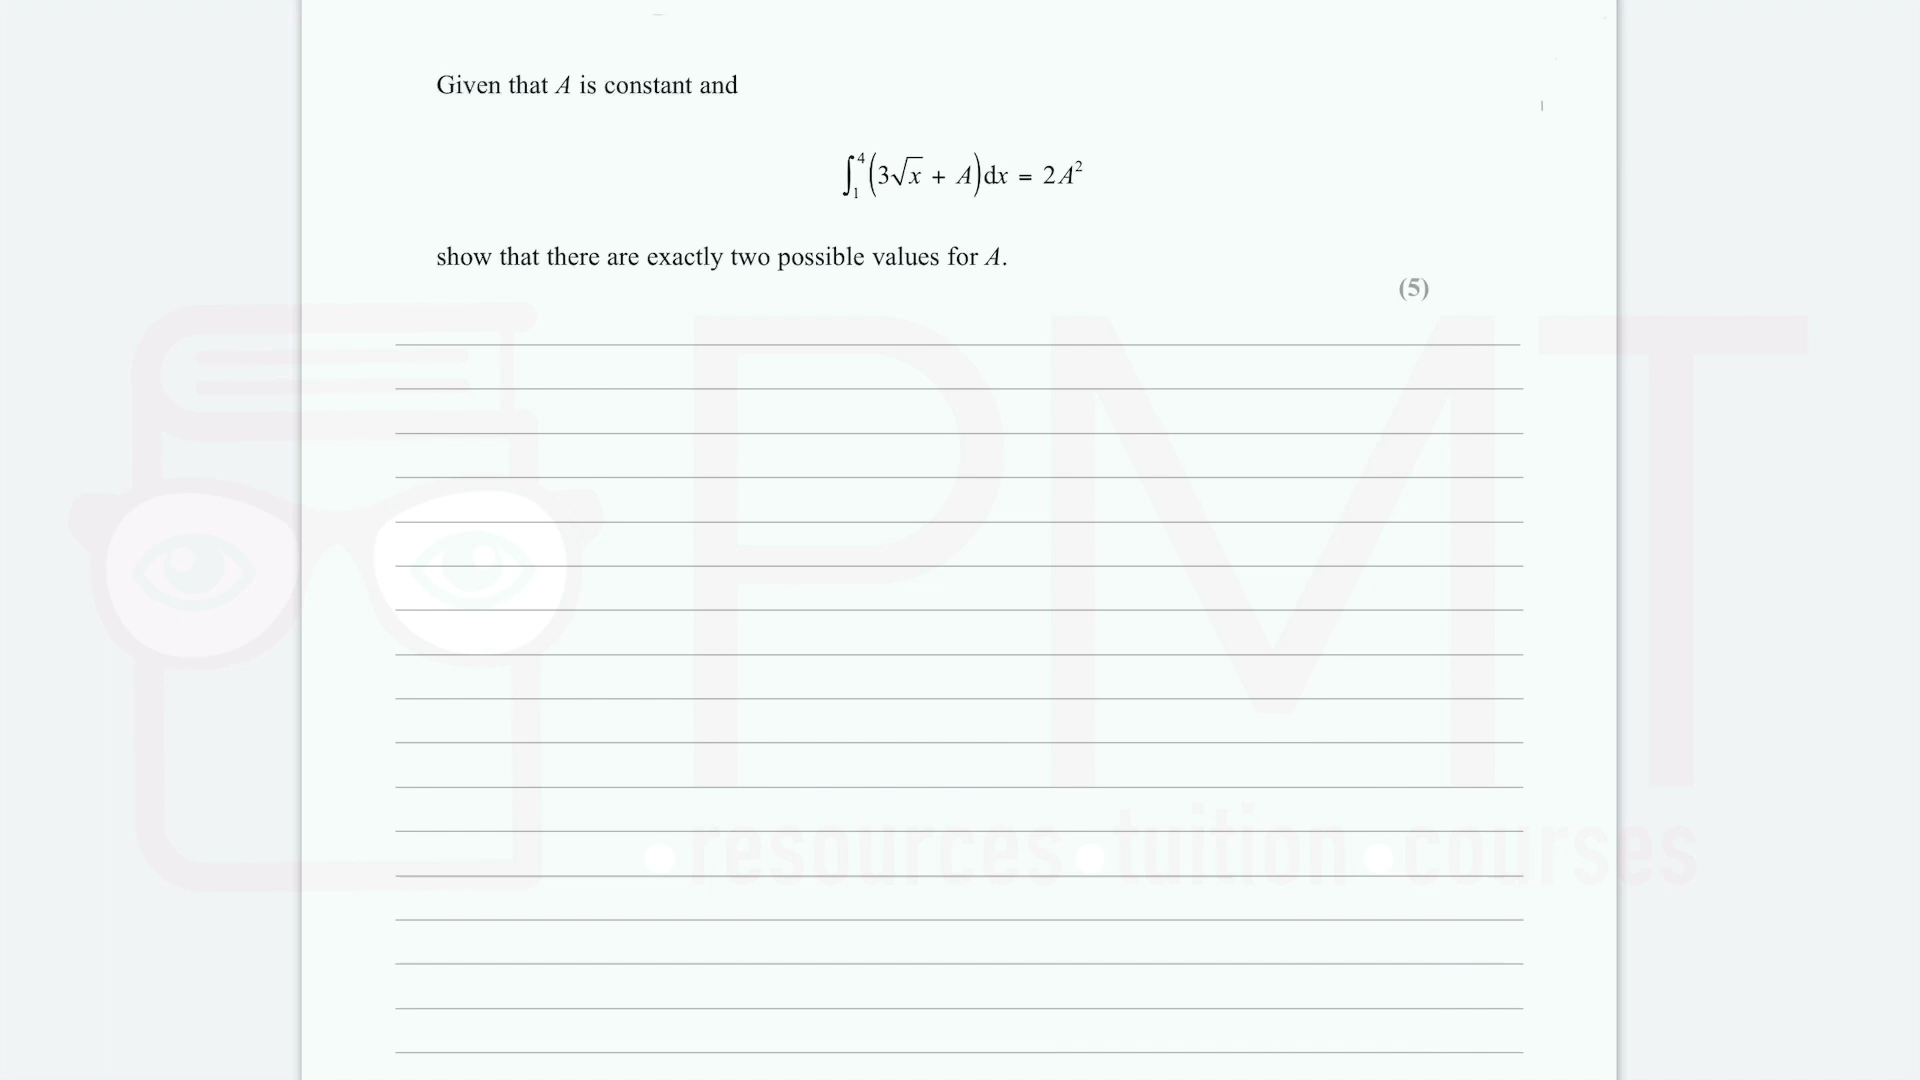 Given that A is constant and
∫₁⁴(3√x + A)dx = 2A²
show that there are exactly two possible values for A.
(5)
PMT
• resources • tuition • courses